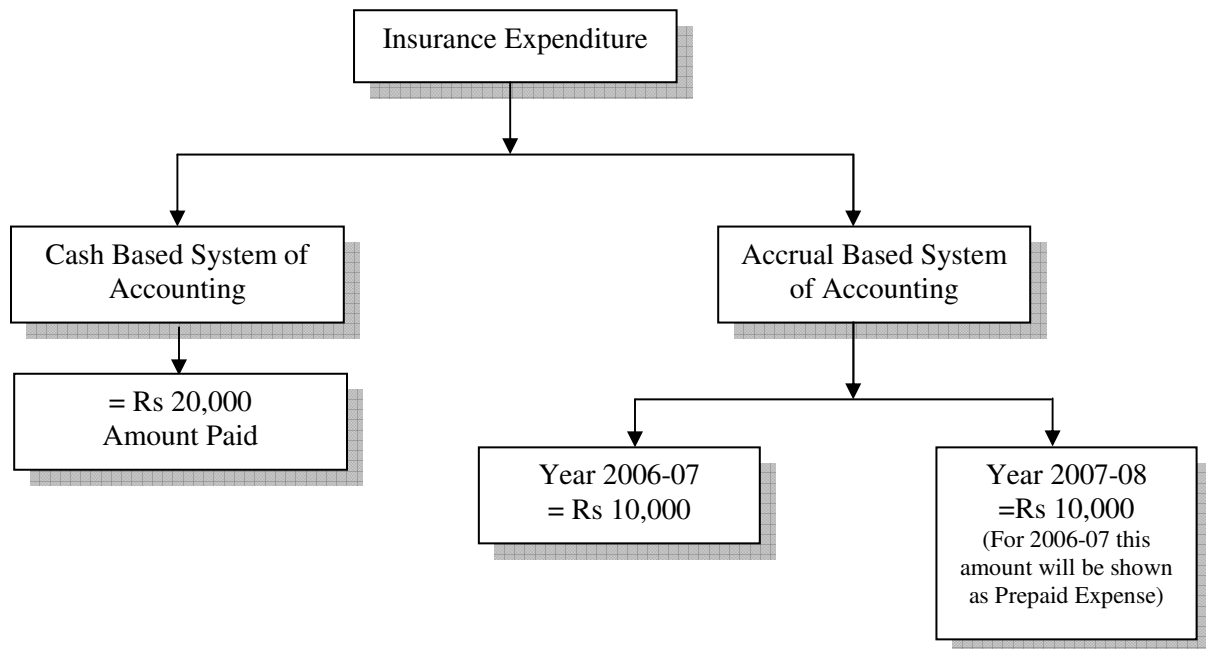 Insurance Expenditure
Cash Based System of
Accounting
Accrual Based System
of Accounting
= Rs 20,000
Amount Paid
Year 2006-07
= Rs 10,000
Year 2007-08
=Rs 10,000
(For 2006-07 this
amount will be shown
as Prepaid Expense)